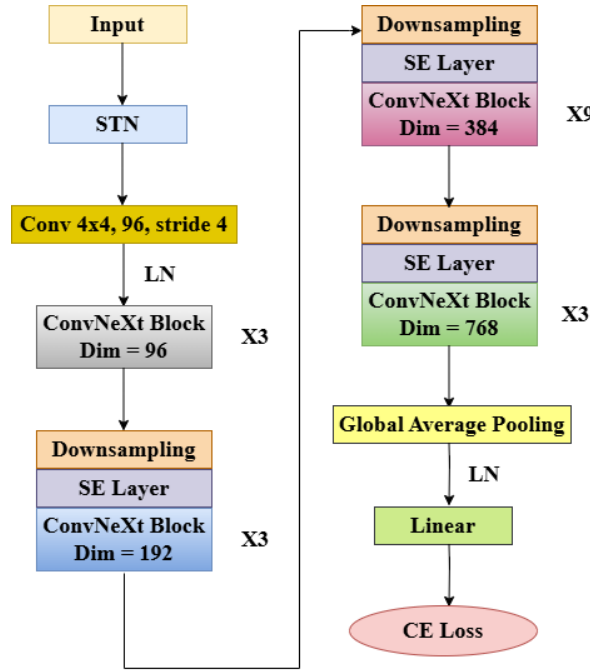 Input
STN
Conv 4x4, 96, stride 4
LN
ConvNeXt Block
Dim = 96
X3
Downsampling
SE Layer
ConvNeXt Block
Dim = 192
X3
Downsampling
SE Layer
ConvNeXt Block
Dim = 384
X9
Downsampling
SE Layer
ConvNeXt Block
Dim = 768
X3
Global Average Pooling
LN
Linear
CE Loss